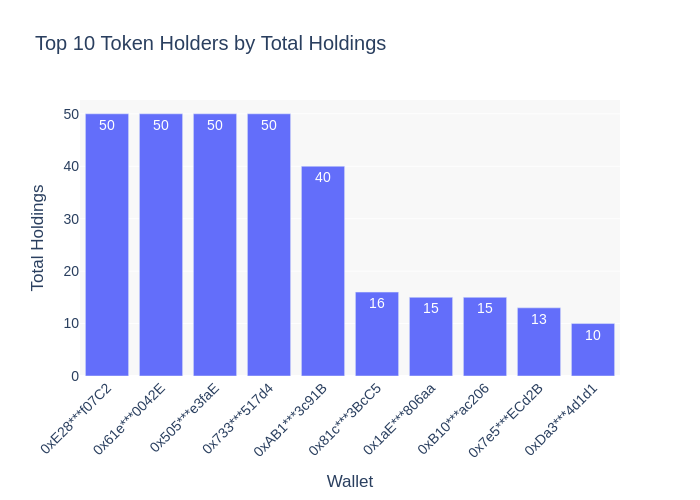 Top 10 Token Holders by Total Holdings
Total Holdings
50
40
30
20
10
0
50
50
50
50
40
16
15
15
13
10
0xE28***f07C2
0x61e***0042E
0x505***e3faE
0x733***517d4
0xAB1***3c91B
0x81c***3BcC5
0x1aE***806aa
0xB10***ac206
0x7e5***ECd2B
0xDa3***4d1d1
Wallet